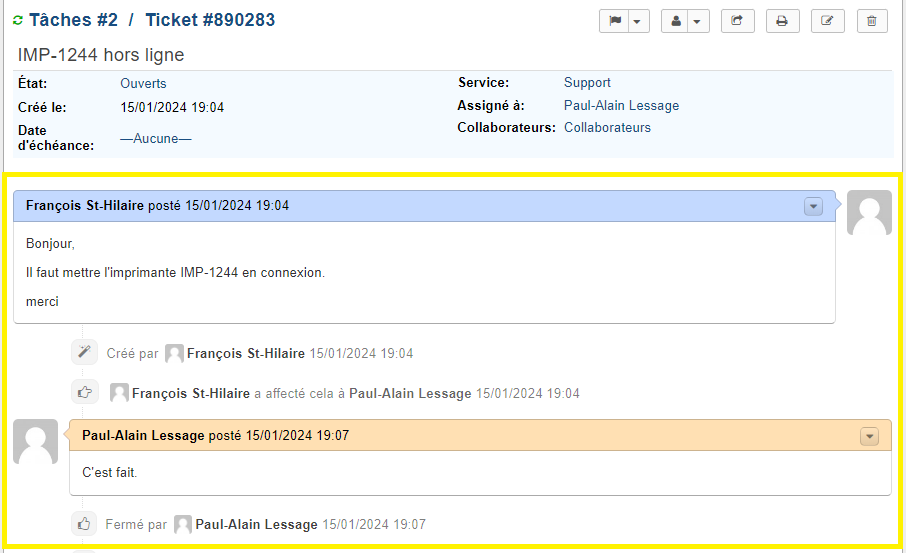 Tâches #2 / Ticket #890283
IMP-1244 hors ligne
État: Ouverts
Service: Support
Créé le: 15/01/2024 19:04
Assigné à: Paul-Alain Lessage
Date d'échéance: —Aucune—
Collaborateurs: Collaborateurs
François St-Hilaire posté 15/01/2024 19:04
Bonjour,
Il faut mettre l'imprimante IMP-1244 en connexion.
merci
Créé par François St-Hilaire 15/01/2024 19:04
François St-Hilaire a affecté cela à Paul-Alain Lessage 15/01/2024 19:04
Paul-Alain Lessage posté 15/01/2024 19:07
C'est fait.
Fermé par Paul-Alain Lessage 15/01/2024 19:07